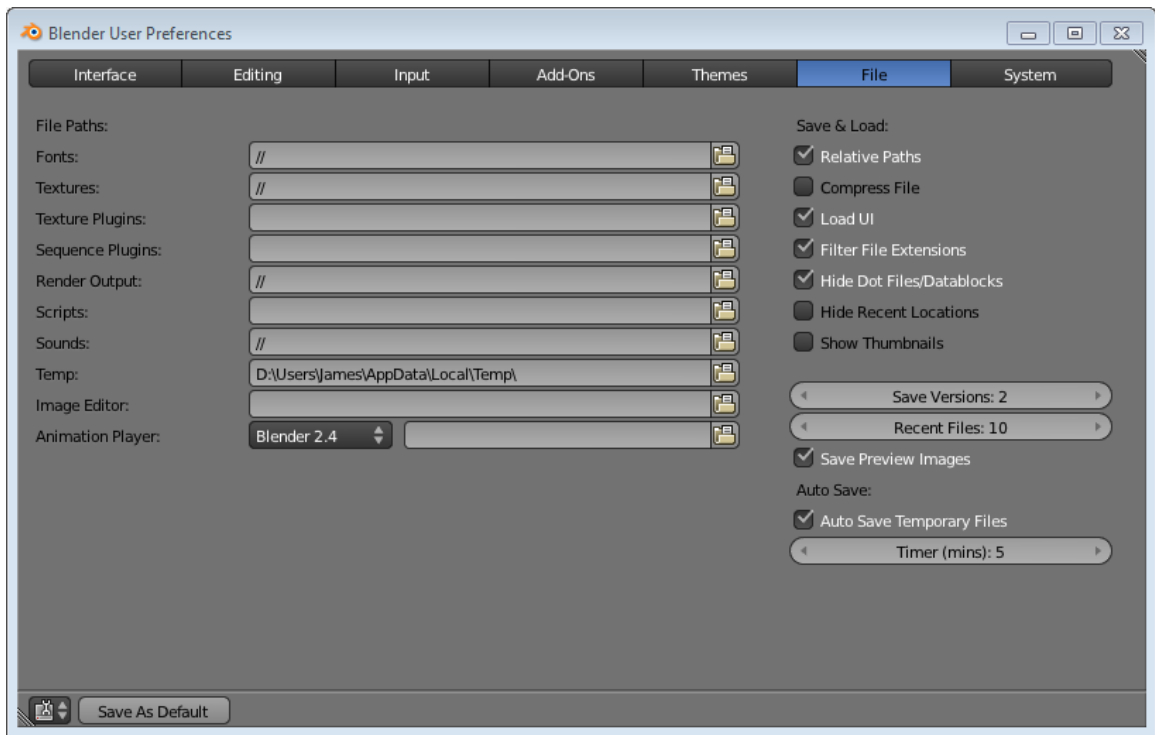 Blender User Preferences
Interface Editing Input Add-Ons Themes File System
File Paths:
Fonts: //
Textures: //
Texture Plugins:
Sequence Plugins:
Render Output: //
Scripts:
Sounds: //
Temp: D:\Users\James\AppData\Local\Temp\
Image Editor:
Animation Player: Blender 2.4
Save & Load:
Relative Paths
Compress File
Load UI
Filter File Extensions
Hide Dot Files/Datablocks
Hide Recent Locations
Show Thumbnails
Save Versions: 2
Recent Files: 10
Save Preview Images
Auto Save:
Auto Save Temporary Files
Timer (mins): 5
Save As Default